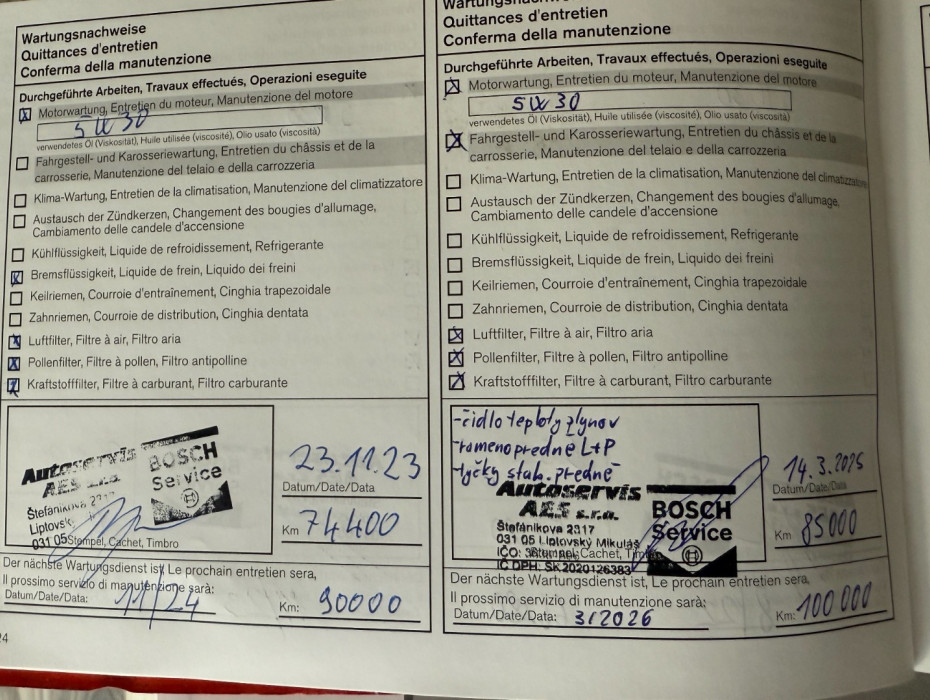 Wartungsnachweise
Quittances d'entretien
Conferma della manutenzione
Durchgeführte Arbeiten, Travaux effectués, Operazioni eseguite
Motorwartung, Entretien du moteur, Manutenzione del motore
5W30
verwendetes Öl (Viskosität), Huile utilisée (viscosité), Olio usato (viscosità)
Fahrgestell- und Karosseriewartung, Entretien du châssis et de la
carrosserie, Manutenzione del telaio e della carrozzeria
Klima-Wartung, Entretien de la climatisation, Manutenzione del climatizzatore
Austausch der Zündkerzen, Changement des bougies d'allumage,
Cambiamento delle candele d'accensione
Kühlflüssigkeit, Liquide de refroidissement, Refrigerante
Bremsflüssigkeit, Liquide de frein, Liquido dei freini
Keilriemen, Courroie d'entraînement, Cinghia trapezoidale
Zahnriemen, Courroie de distribution, Cinghia dentata
Luftfilter, Filtre à air, Filtro aria
Pollenfilter, Filtre à pollen, Filtro antipolline
Kraftstofffilter, Filtre à carburant, Filtro carburante
Autoservis
AES
BOSCH
Service
Štefánikova
Liptovsk
031 05
Stempel, Cachet, Timbro
23.11.23
Datum/Date/Data
Km 74400
Der nächste Wartungsdienst ist, Le prochain entretien sera,
Il prossimo servizio di manutenzione sarà:
Datum/Date/Data: 11/24
Km: 90000
24
Wartungsnachweise
Quittances d'entretien
Conferma della manutenzione
Durchgeführte Arbeiten, Travaux effectués, Operazioni eseguite
Motorwartung, Entretien du moteur, Manutenzione del motore
5W30
verwendetes Öl (Viskosität), Huile utilisée (viscosité), Olio usato (viscosità)
Fahrgestell- und Karosseriewartung, Entretien du châssis et de la
carrosserie, Manutenzione del telaio e della carrozzeria
Klima-Wartung, Entretien de la climatisation, Manutenzione del climatizzatore
Austausch der Zündkerzen, Changement des bougies d'allumage,
Cambiamento delle candele d'accensione
Kühlflüssigkeit, Liquide de refroidissement, Refrigerante
Bremsflüssigkeit, Liquide de frein, Liquido dei freini
Keilriemen, Courroie d'entraînement, Cinghia trapezoidale
Zahnriemen, Courroie de distribution, Cinghia dentata
Luftfilter, Filtre à air, Filtro aria
Pollenfilter, Filtre à pollen, Filtro antipolline
Kraftstofffilter, Filtre à carburant, Filtro carburante
-čidlo teploty plynov
-rameno predné L+P
-tyčky stab. predné
Autoservis
AES s.r.o.
BOSCH
Service
Štefánikova 2317
031 05 Liptovský Mikuláš
IČO:
Stempel, Cachet, Timbro
IČ DPH: SK 2020126383
14.3.2025
Datum/Date/Data
Km 85000
Der nächste Wartungsdienst ist, Le prochain entretien sera,
Il prossimo servizio di manutenzione sarà:
Datum/Date/Data: 3/2026
Km: 100 000